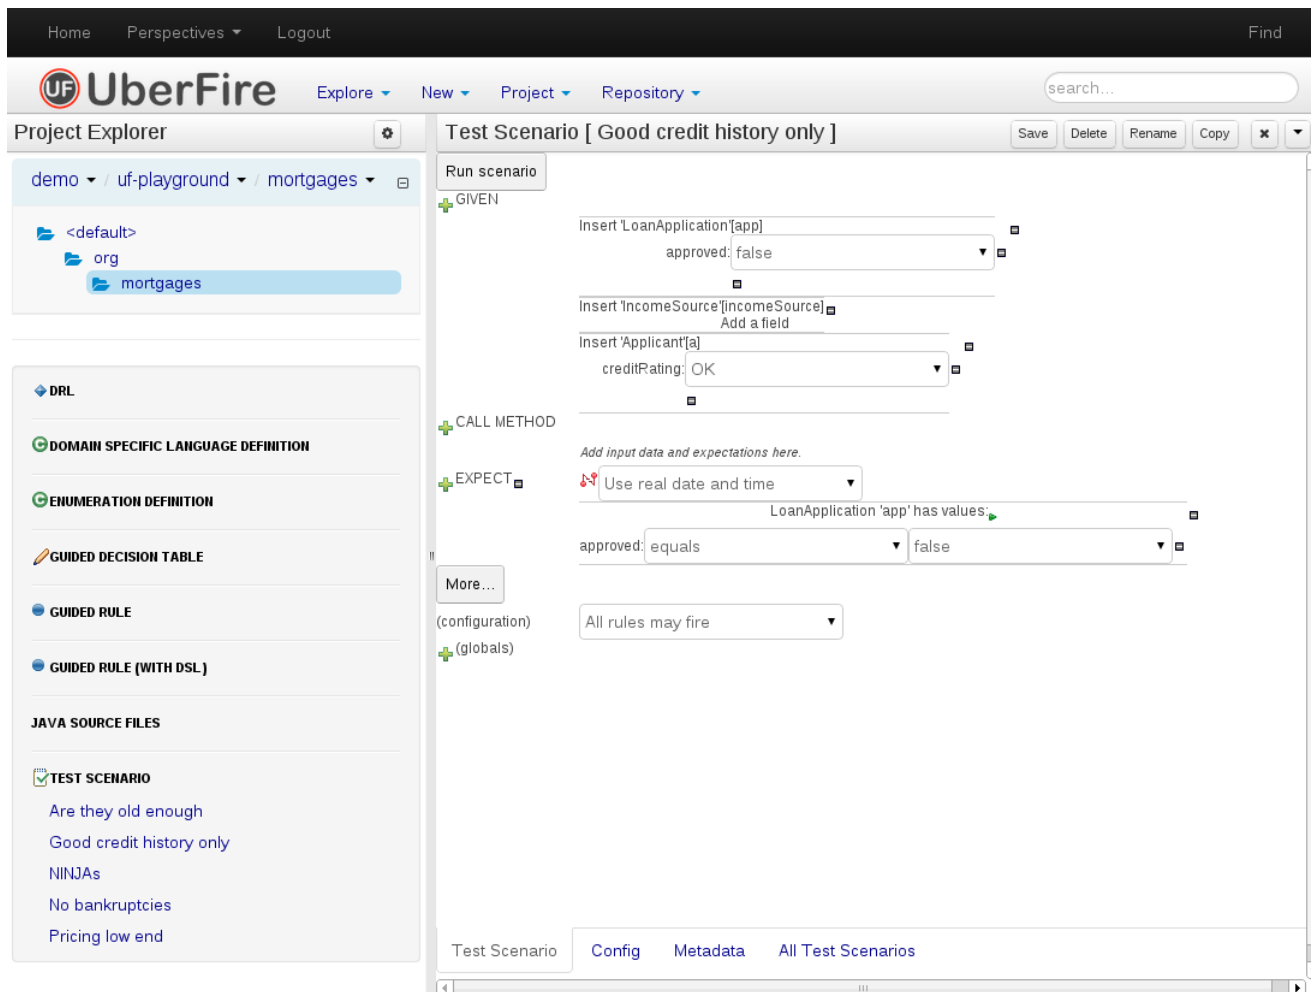 Home Perspectives Logout Find
UF UberFire Explore New Project Repository search...
Project Explorer
demo / uf-playground / mortgages
<default>
org
mortgages
DRL
DOMAIN SPECIFIC LANGUAGE DEFINITION
ENUMERATION DEFINITION
GUIDED DECISION TABLE
GUIDED RULE
GUIDED RULE (WITH DSL)
JAVA SOURCE FILES
TEST SCENARIO
Are they old enough
Good credit history only
NINJAs
No bankruptcies
Pricing low end
Test Scenario [ Good credit history only ] Save Delete Rename Copy
Run scenario
GIVEN
Insert 'LoanApplication'[app]
approved: false
Insert 'IncomeSource'[incomeSource]
Add a field
Insert 'Applicant'[a]
creditRating: OK
CALL METHOD
Add input data and expectations here.
EXPECT Use real date and time
LoanApplication 'app' has values:
approved: equals false
More...
(configuration) All rules may fire
(globals)
Test Scenario Config Metadata All Test Scenarios